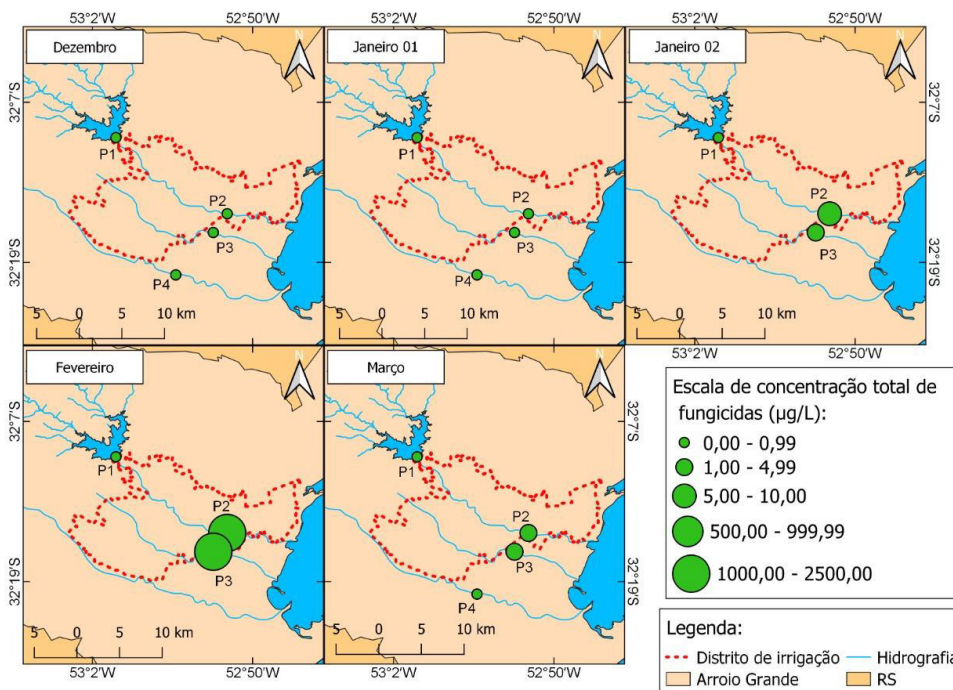 53°2'W 52°50'W 53°2'W 52°50'W 53°2'W 52°50'W
Dezembro
N
P1
P2
P3
P4
5 0 5 10 km
32°7'S
32°19'S
Janeiro 01
N
P1
P2
P3
P4
5 0 5 10 km
Janeiro 02
N
P1
P2
P3
5 0 5 10 km
32°7'S
32°19'S
52°50'W
Fevereiro
N
P1
P2
P3
5 0 5 10 km
32°7'S
32°19'S
53°2'W 52°50'W
Março
N
P1
P2
P3
P4
5 0 5 10 km
32°7'S
32°19'S
53°2'W 52°50'W
Escala de concentração total de
fungicidas (µg/L):
0,00 - 0,99
1,00 - 4,99
5,00 - 10,00
500,00 - 999,99
1000,00 - 2500,00
Legenda:
Distrito de irrigação Hidrografia
Arroio Grande RS